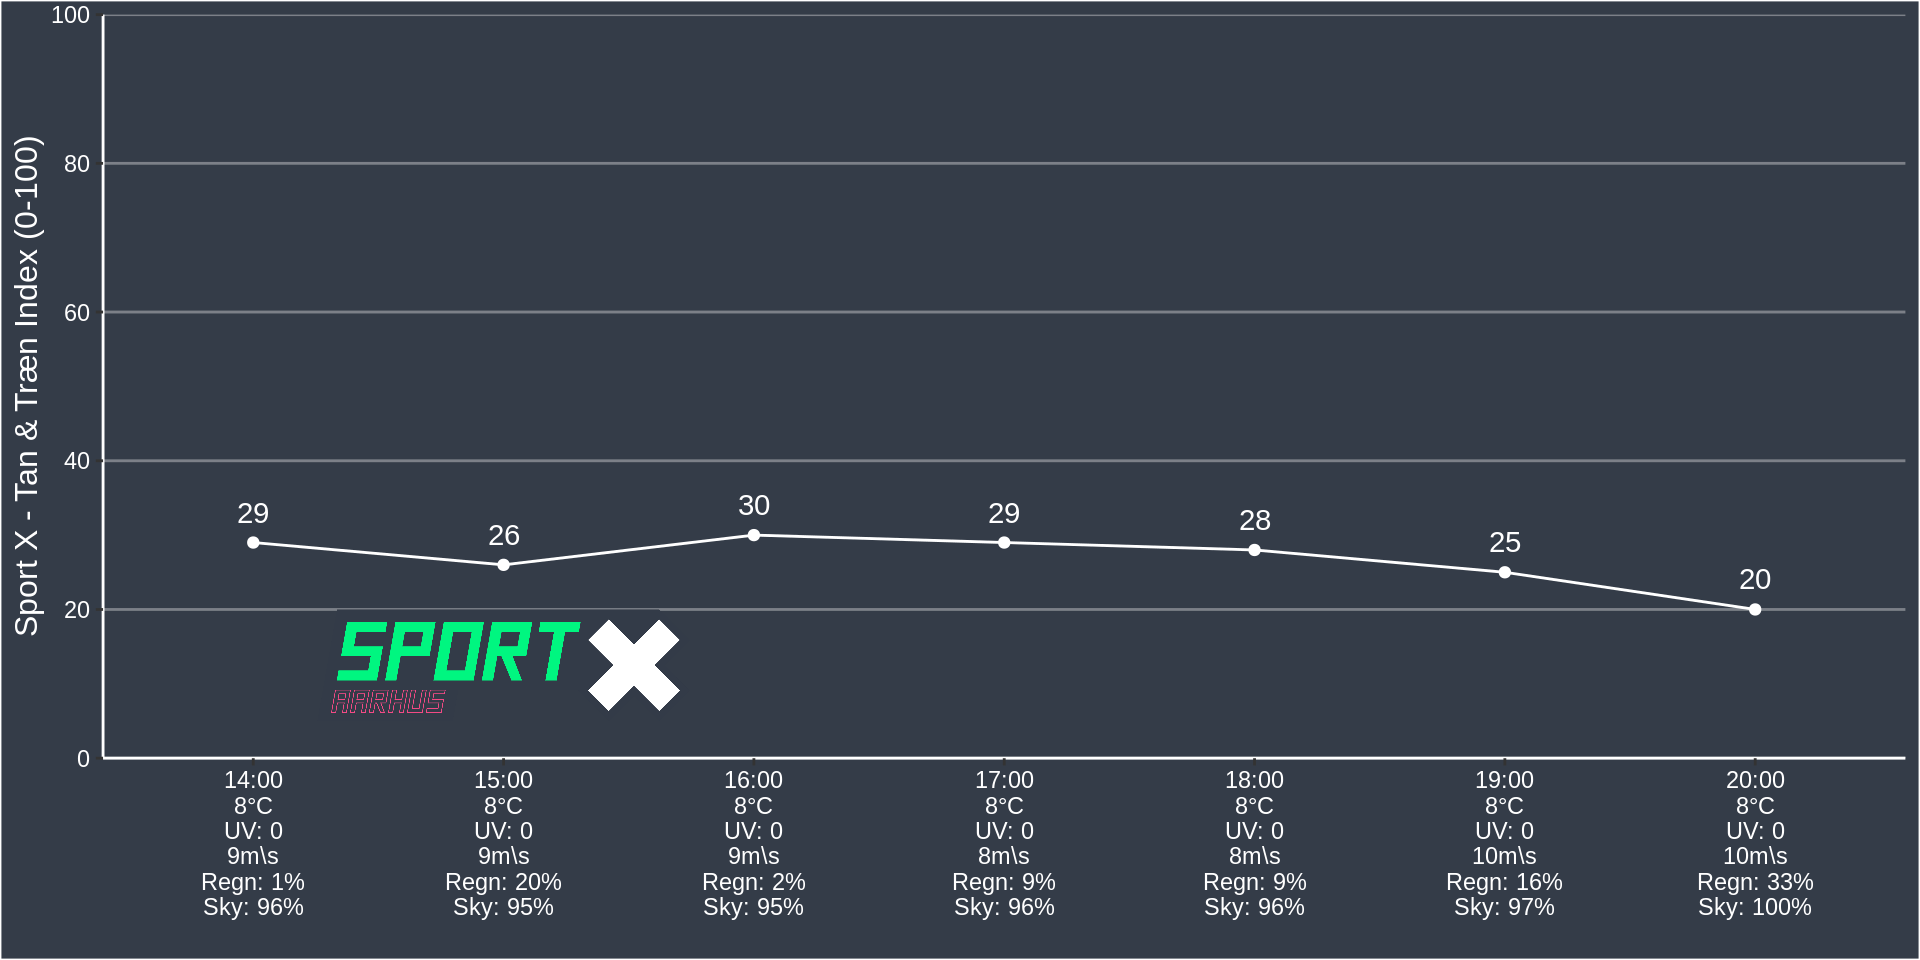 Sport X - Tan & Træn Index (0-100)
100
80
60
40
20
0
29
26
30
29
28
25
20
SPORT X
AARHUS
14:00
8°C
UV: 0
9m\s
Regn: 1%
Sky: 96%
15:00
8°C
UV: 0
9m\s
Regn: 20%
Sky: 95%
16:00
8°C
UV: 0
9m\s
Regn: 2%
Sky: 95%
17:00
8°C
UV: 0
8m\s
Regn: 9%
Sky: 96%
18:00
8°C
UV: 0
8m\s
Regn: 9%
Sky: 96%
19:00
8°C
UV: 0
10m\s
Regn: 16%
Sky: 97%
20:00
8°C
UV: 0
10m\s
Regn: 33%
Sky: 100%